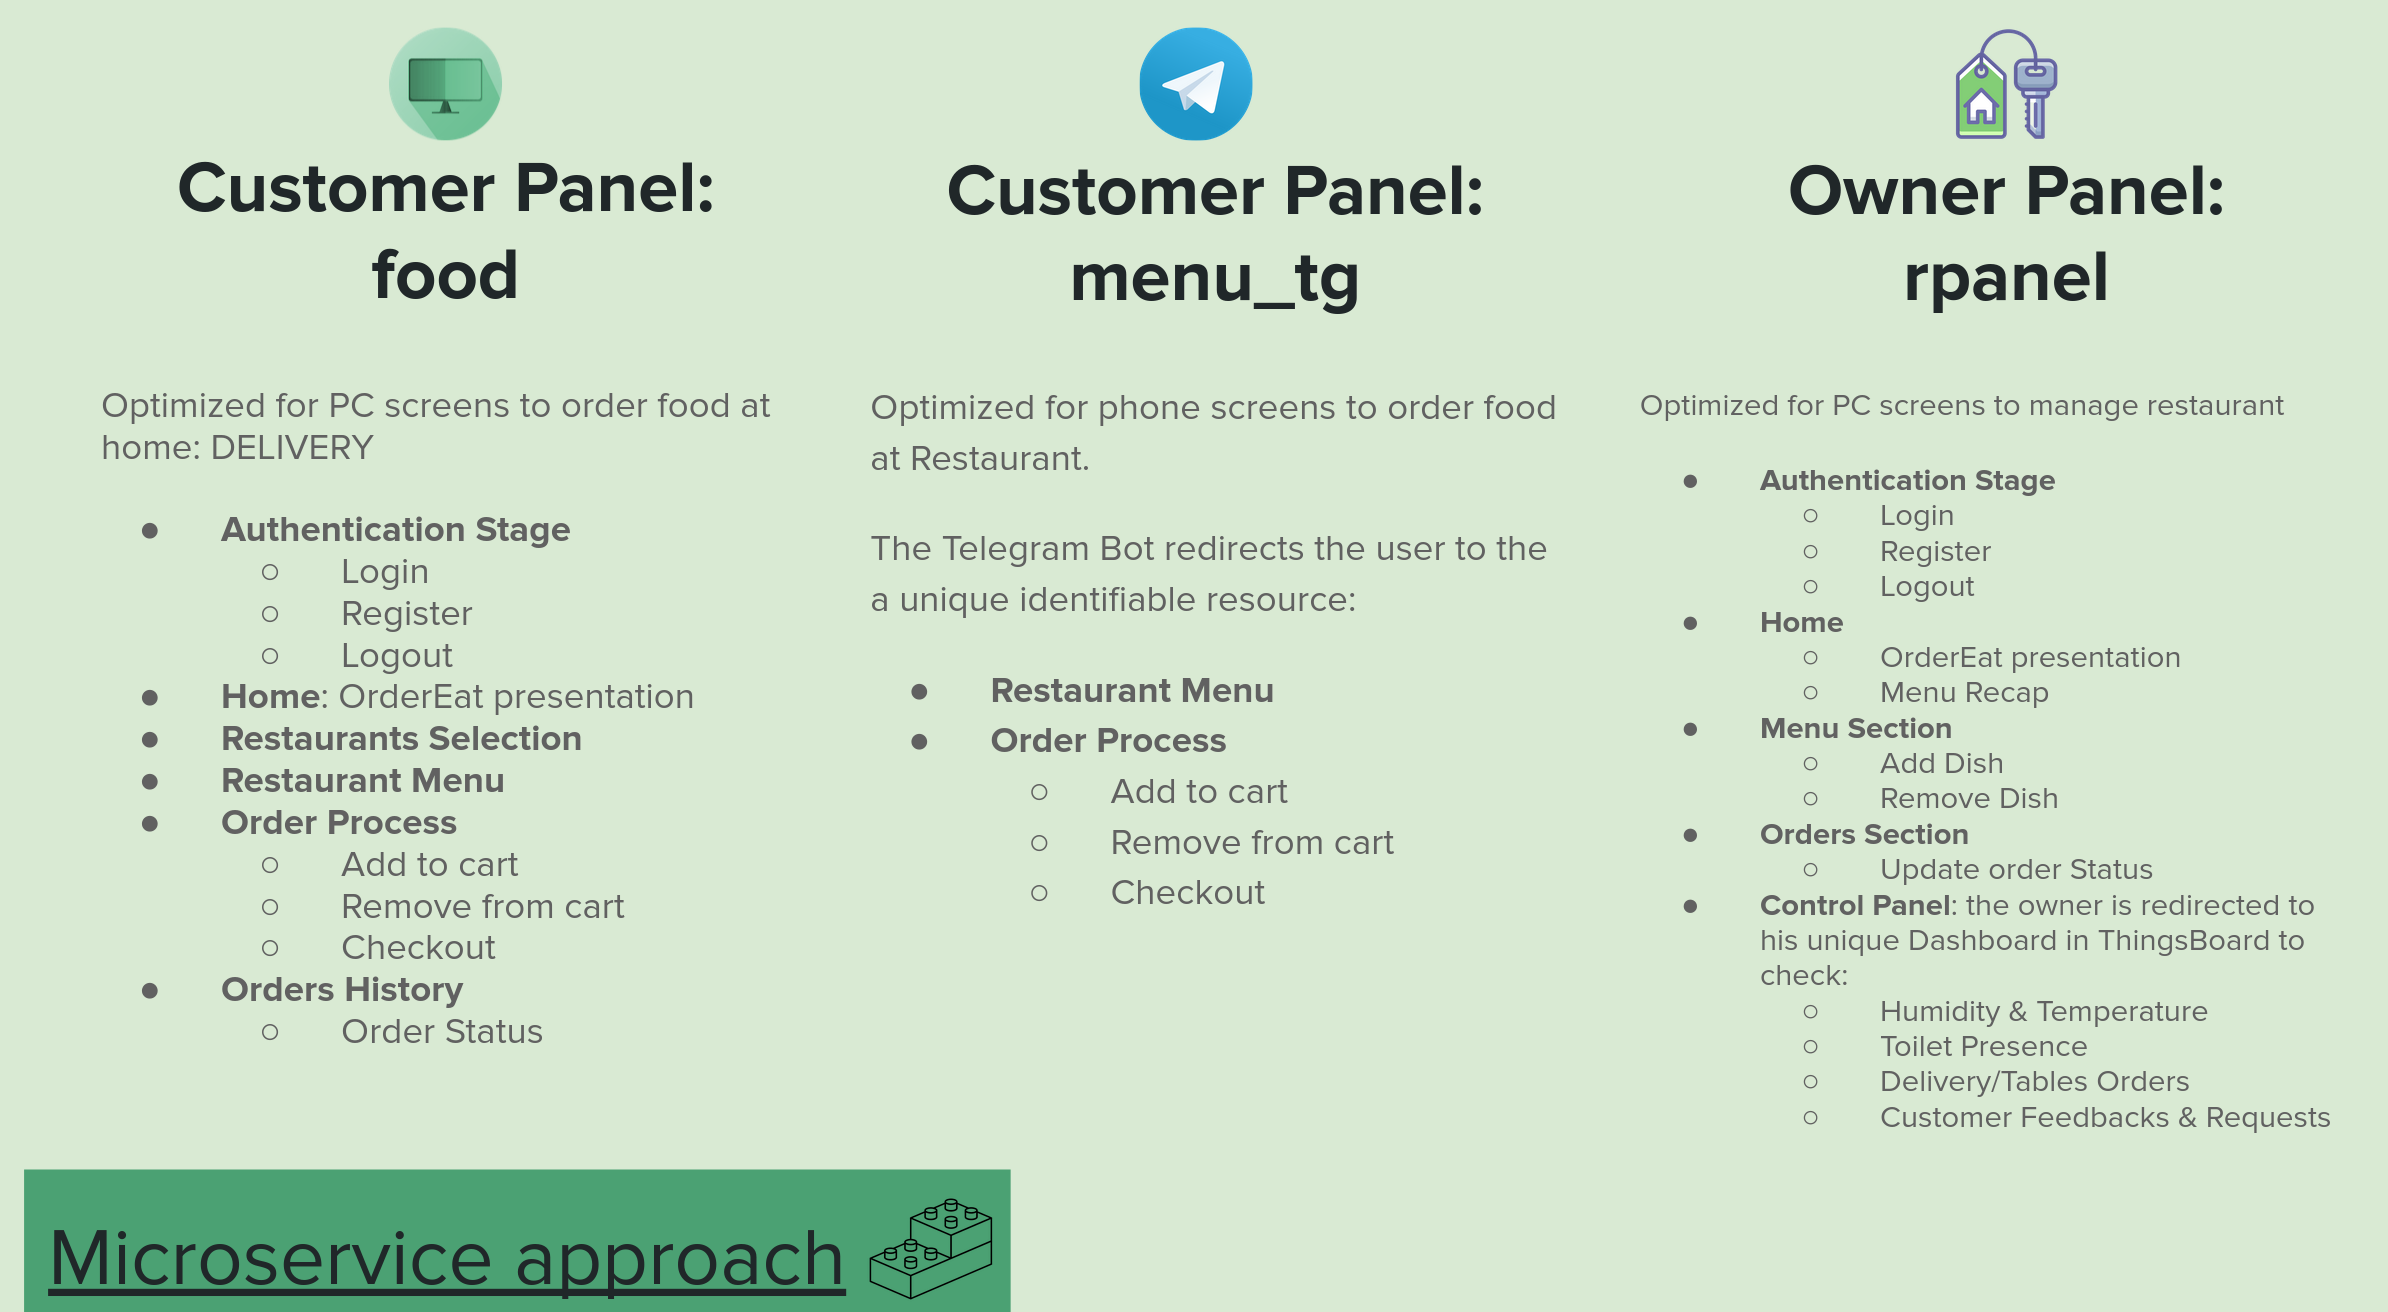 Customer Panel:
food
Optimized for PC screens to order food at
home: DELIVERY
● Authentication Stage
○ Login
○ Register
○ Logout
● Home: OrderEat presentation
● Restaurants Selection
● Restaurant Menu
● Order Process
○ Add to cart
○ Remove from cart
○ Checkout
● Orders History
○ Order Status
Customer Panel:
menu_tg
Optimized for phone screens to order food
at Restaurant.
The Telegram Bot redirects the user to the
a unique identifiable resource:
● Restaurant Menu
● Order Process
○ Add to cart
○ Remove from cart
○ Checkout
Owner Panel:
rpanel
Optimized for PC screens to manage restaurant
● Authentication Stage
○ Login
○ Register
○ Logout
● Home
○ OrderEat presentation
○ Menu Recap
● Menu Section
○ Add Dish
○ Remove Dish
● Orders Section
○ Update order Status
● Control Panel: the owner is redirected to
his unique Dashboard in ThingsBoard to
check:
○ Humidity & Temperature
○ Toilet Presence
○ Delivery/Tables Orders
○ Customer Feedbacks & Requests
Microservice approach